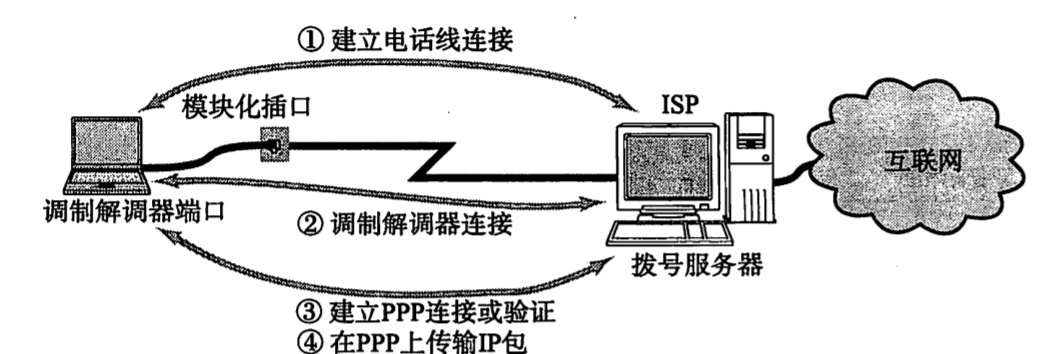 ① 建立电话线连接
模块化插口
ISP
互联网
调制解调器端口
② 调制解调器连接
拨号服务器
③ 建立PPP连接或验证
④ 在PPP上传输IP包